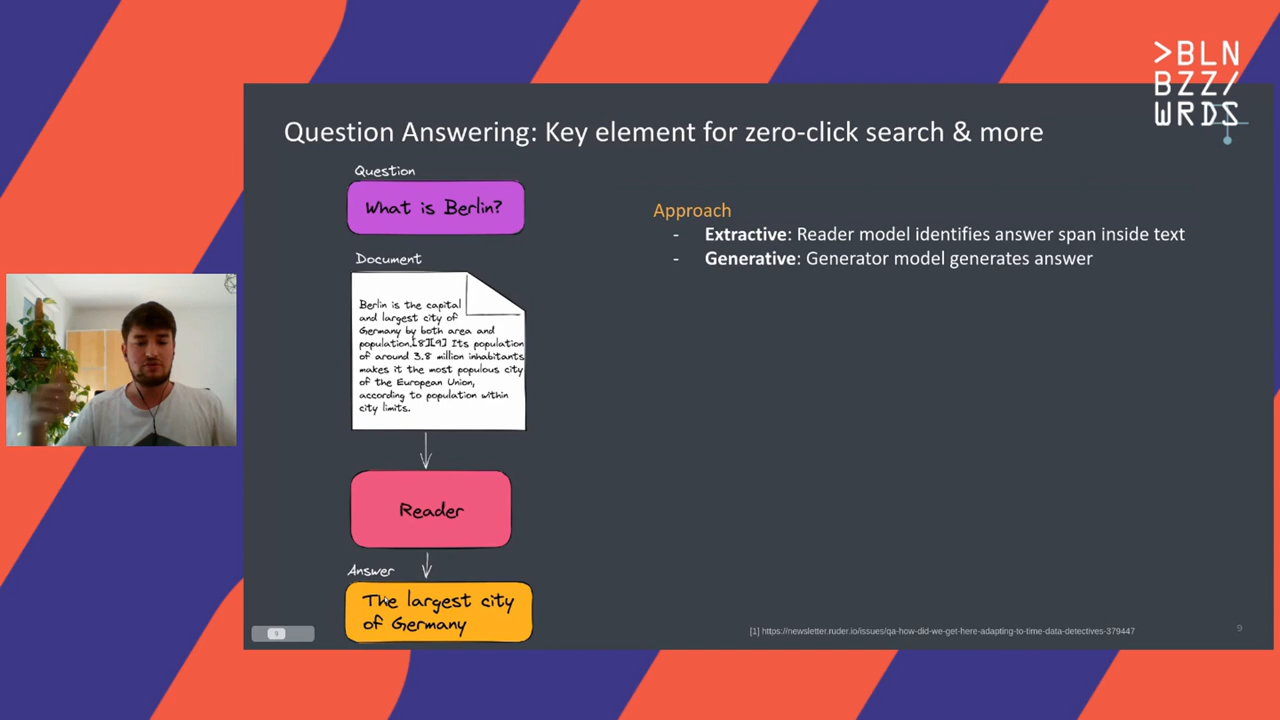 >BLN
BZZ/
WRDS
Question Answering: Key element for zero-click search & more
Question
What is Berlin?
Document
Berlin is the capital
and largest city of
Germany by both area and
population.[8][9] Its population
of around 3.8 million inhabitants
makes it the most populous city
of the European Union,
according to population within
city limits.
Reader
Answer
The largest city
of Germany
Approach
- Extractive: Reader model identifies answer span inside text
- Generative: Generator model generates answer
9
[1] https://newsletter.ruder.io/issues/qa-how-did-we-get-here-adapting-to-time-data-detectives-379447
9